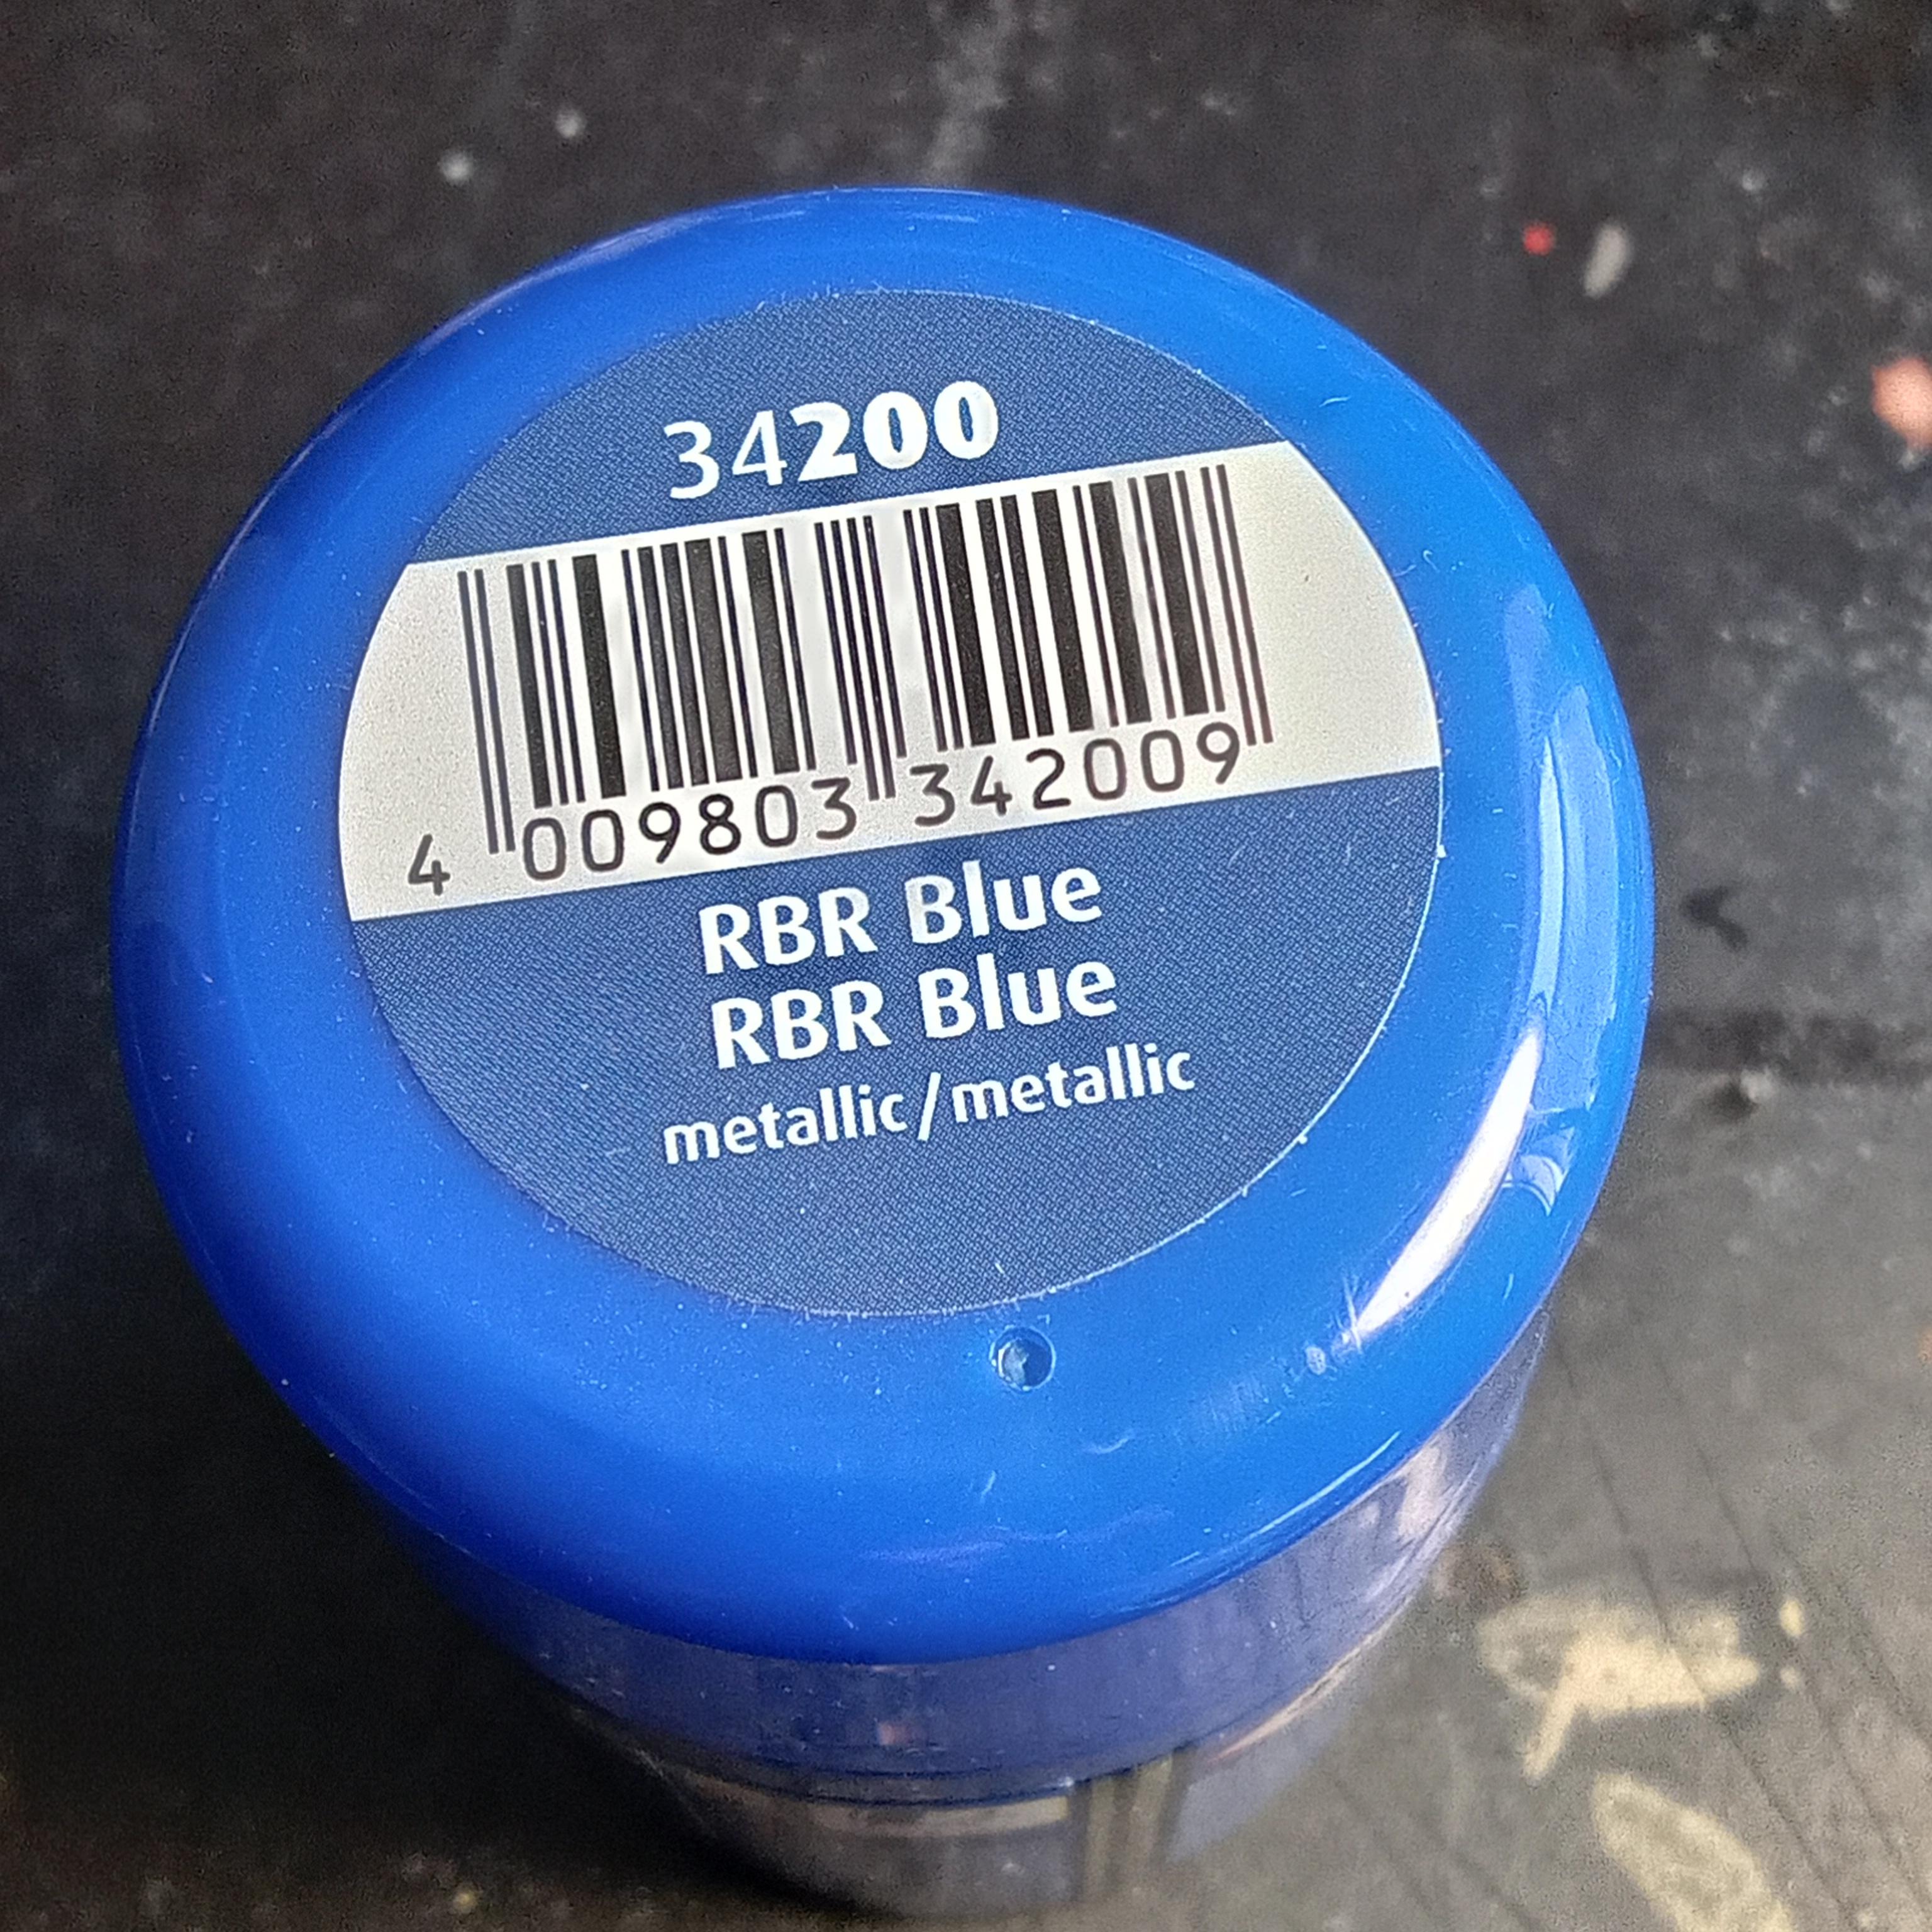 34200
4 009803 342009
RBR Blue
RBR Blue
metallic/metallic